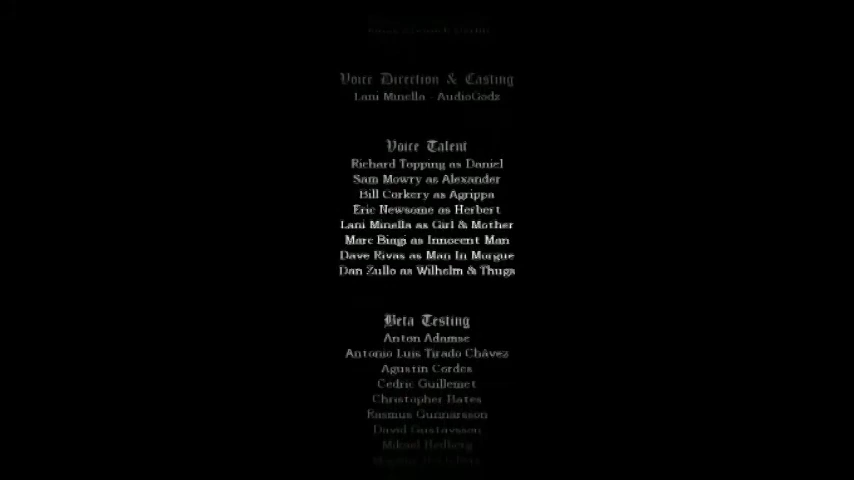 Voice Direction & Casting
Lani Minella - AudioGodz
Voice Talent
Richard Topping as Daniel
Sam Mowry as Alexander
Bill Corkery as Agrippa
Eric Newsome as Herbert
Lani Minella as Girl & Mother
Marc Biagi as Innocent Man
Dave Rivas as Man In Morgue
Dan Zullo as Wilhelm & Thugs
Beta Testing
Anton Adamse
Antonio Luis Tirado Chávez
Agustín Cordes
Cedric Guillemet
Christopher Bates
Rasmus Gunnarsson
David Gustavsson
Mikael Hedberg